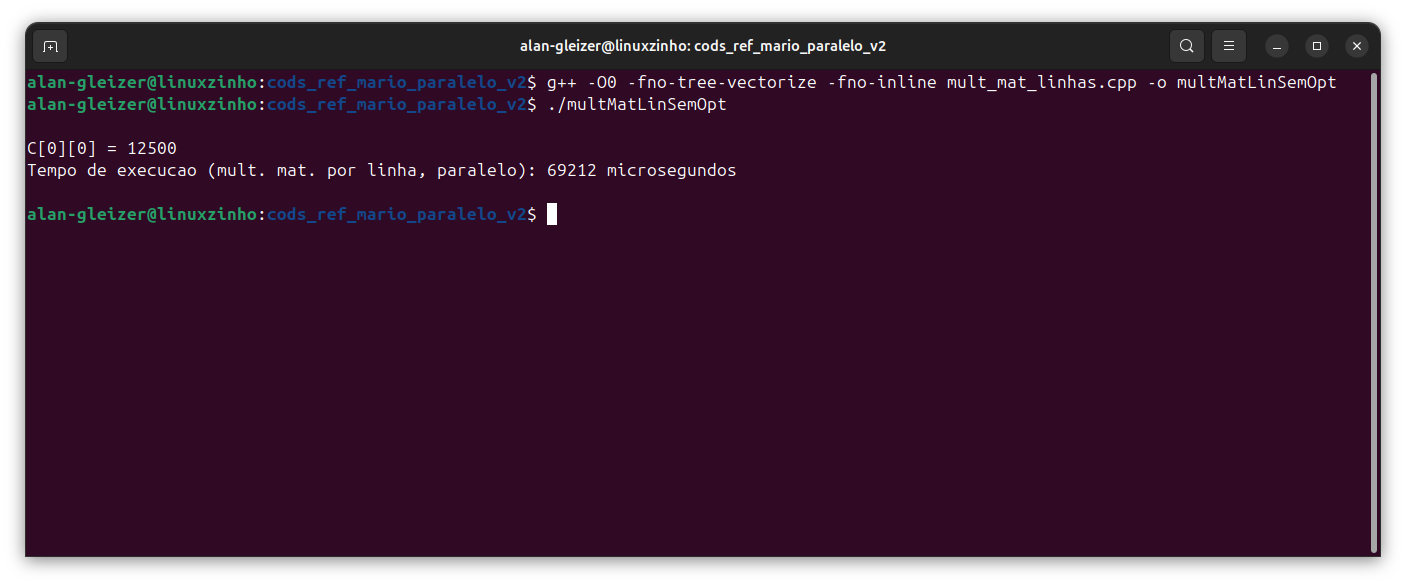 alan-gleizer@linuxzinho: cods_ref_mario_paralelo_v2
alan-gleizer@linuxzinho:cods_ref_mario_paralelo_v2$ g++ -O0 -fno-tree-vectorize -fno-inline mult_mat_linhas.cpp -o multMatLinSemOpt
alan-gleizer@linuxzinho:cods_ref_mario_paralelo_v2$ ./multMatLinSemOpt
C[0][0] = 12500
Tempo de execucao (mult. mat. por linha, paralelo): 69212 microsegundos
alan-gleizer@linuxzinho:cods_ref_mario_paralelo_v2$